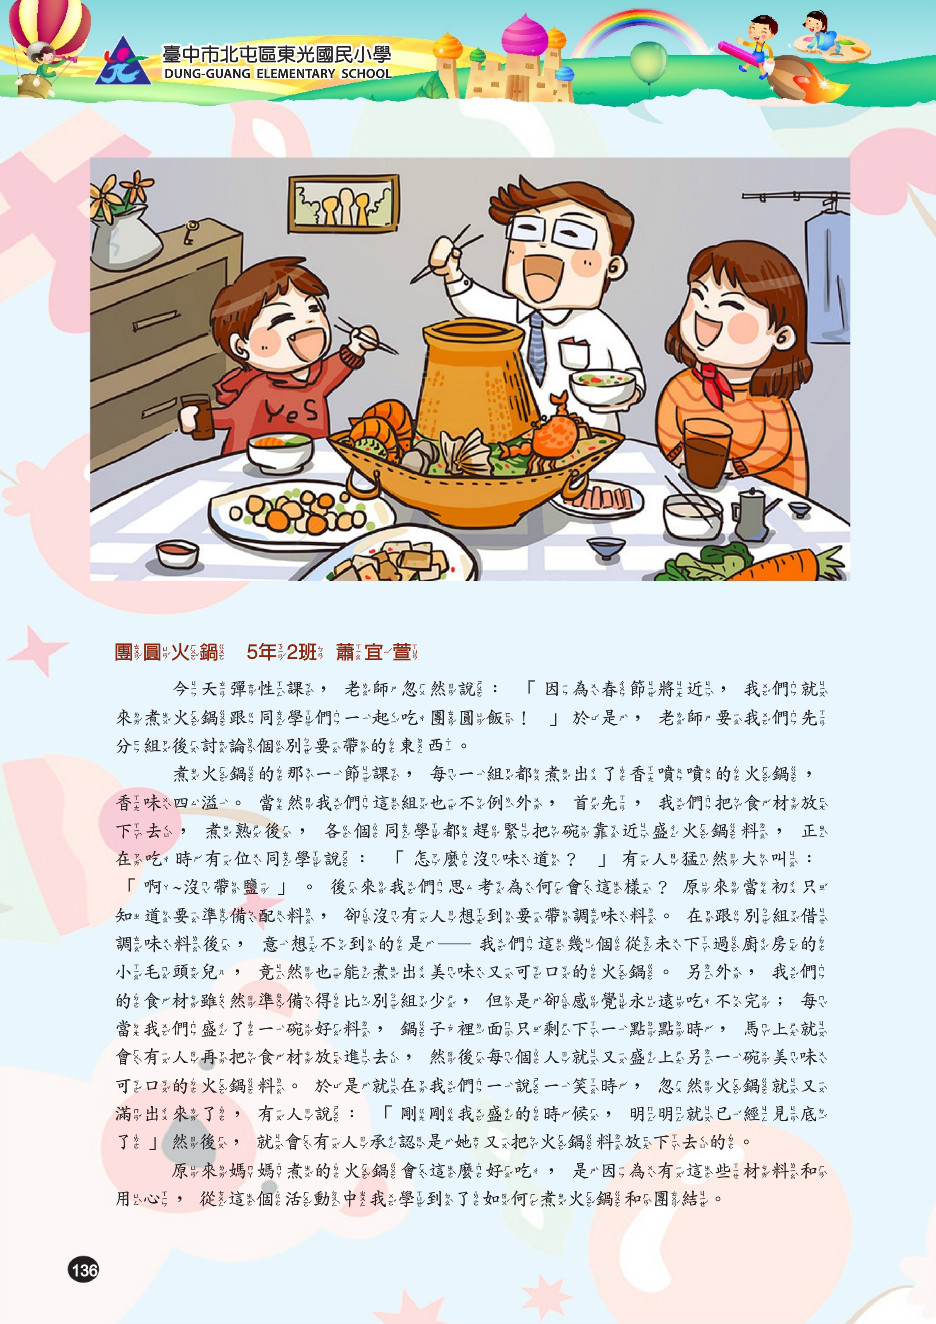 臺中市北屯區東光國民小學
DUNG-GUANG ELEMENTARY SCHOOL
YeS
團圓火鍋 5年2班 蕭宜萱
今天彈性課，老師忽然說：「因為春節將近，我們就
來煮火鍋跟同學們一起吃團圓飯！」於是，老師要我們先
分組後討論個別要帶的東西。
煮火鍋的那一節課，每一組都煮出了香噴噴的火鍋，
香味四溢。當然我們這組也不例外，首先，我們把食材放
下去，煮熟後，各個同學都趕緊把碗靠近盛火鍋料，正
在吃時有位同學說：「怎麼沒味道？」有人猛然大叫：
「啊~沒帶鹽」。後來我們思考為何會這樣？原來當初只
知道要準備配料，卻沒有人想到要帶調味料。在跟別組借
調味料後，意想不到的是──我們這幾個從未下過廚房的
小毛頭兒，竟然也能煮出美味又可口的火鍋。另外，我們
的食材雖然準備得比別組少，但是卻感覺永遠吃不完；每
當我們盛了一碗好料，鍋子裡面只剩下一點點時，馬上就
會有人再把食材放進去，然後每個人就又盛上另一碗美味
可口的火鍋料。於是就在我們一說一笑時，忽然火鍋就又
滿出來了，有人說：「剛剛我盛的時候，明明就已經見底
了」然後，就會有人承認是她又把火鍋料放下去的。
原來媽媽煮的火鍋會這麼好吃，是因為有這些材料和
用心，從這個活動中我學到了如何煮火鍋和團結。
136